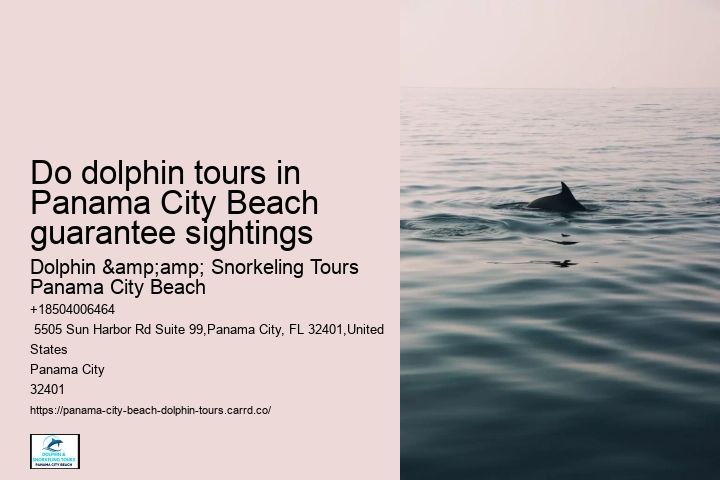 Do dolphin tours in
Panama City Beach
guarantee sightings
Dolphin &amp;amp; Snorkeling Tours
Panama City Beach
+18504006464
5505 Sun Harbor Rd Suite 99,Panama City, FL 32401,United
States
Panama City
32401
https://panama-city-beach-dolphin-tours.carrd.co/
DOLPHIN &
SNORKELING TOURS
PANAMA CITY BEACH